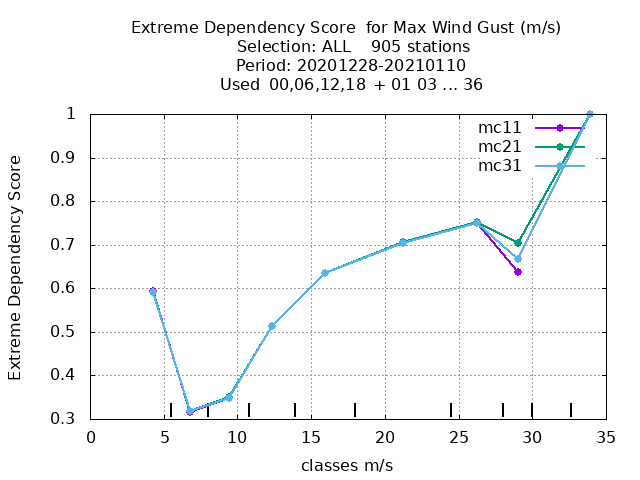 Extreme Dependency Score  for Max Wind Gust (m/s)
Selection: ALL    905 stations
Period: 20201228-20210110
Used  00,06,12,18  + 01 03 ... 36
Extreme Dependency Score
1
0.9
0.8
0.7
0.6
0.5
0.4
0.3
mc11
mc21
mc31
0 5 10 15 20 25 30 35
classes m/s